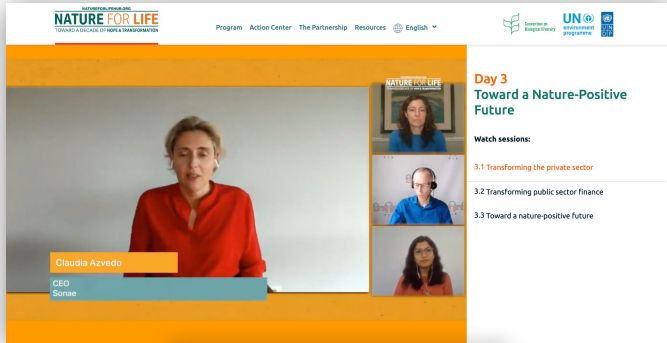 NATUREFORLIFEHUB.ORG
NATURE FOR LIFE
TOWARD A DECADE OF HOPE & TRANSFORMATION
Program Action Center The Partnership Resources English
Convention on
Biological Diversity
UN
environment
programme
UN
DP
NATURE FOR LIFE
Day 3
Toward a Nature-Positive
Future
Watch sessions:
3.1 Transforming the private sector
3.2 Transforming public sector finance
3.3 Toward a nature-positive future
Claudia Azvedo
CEO
Sonae